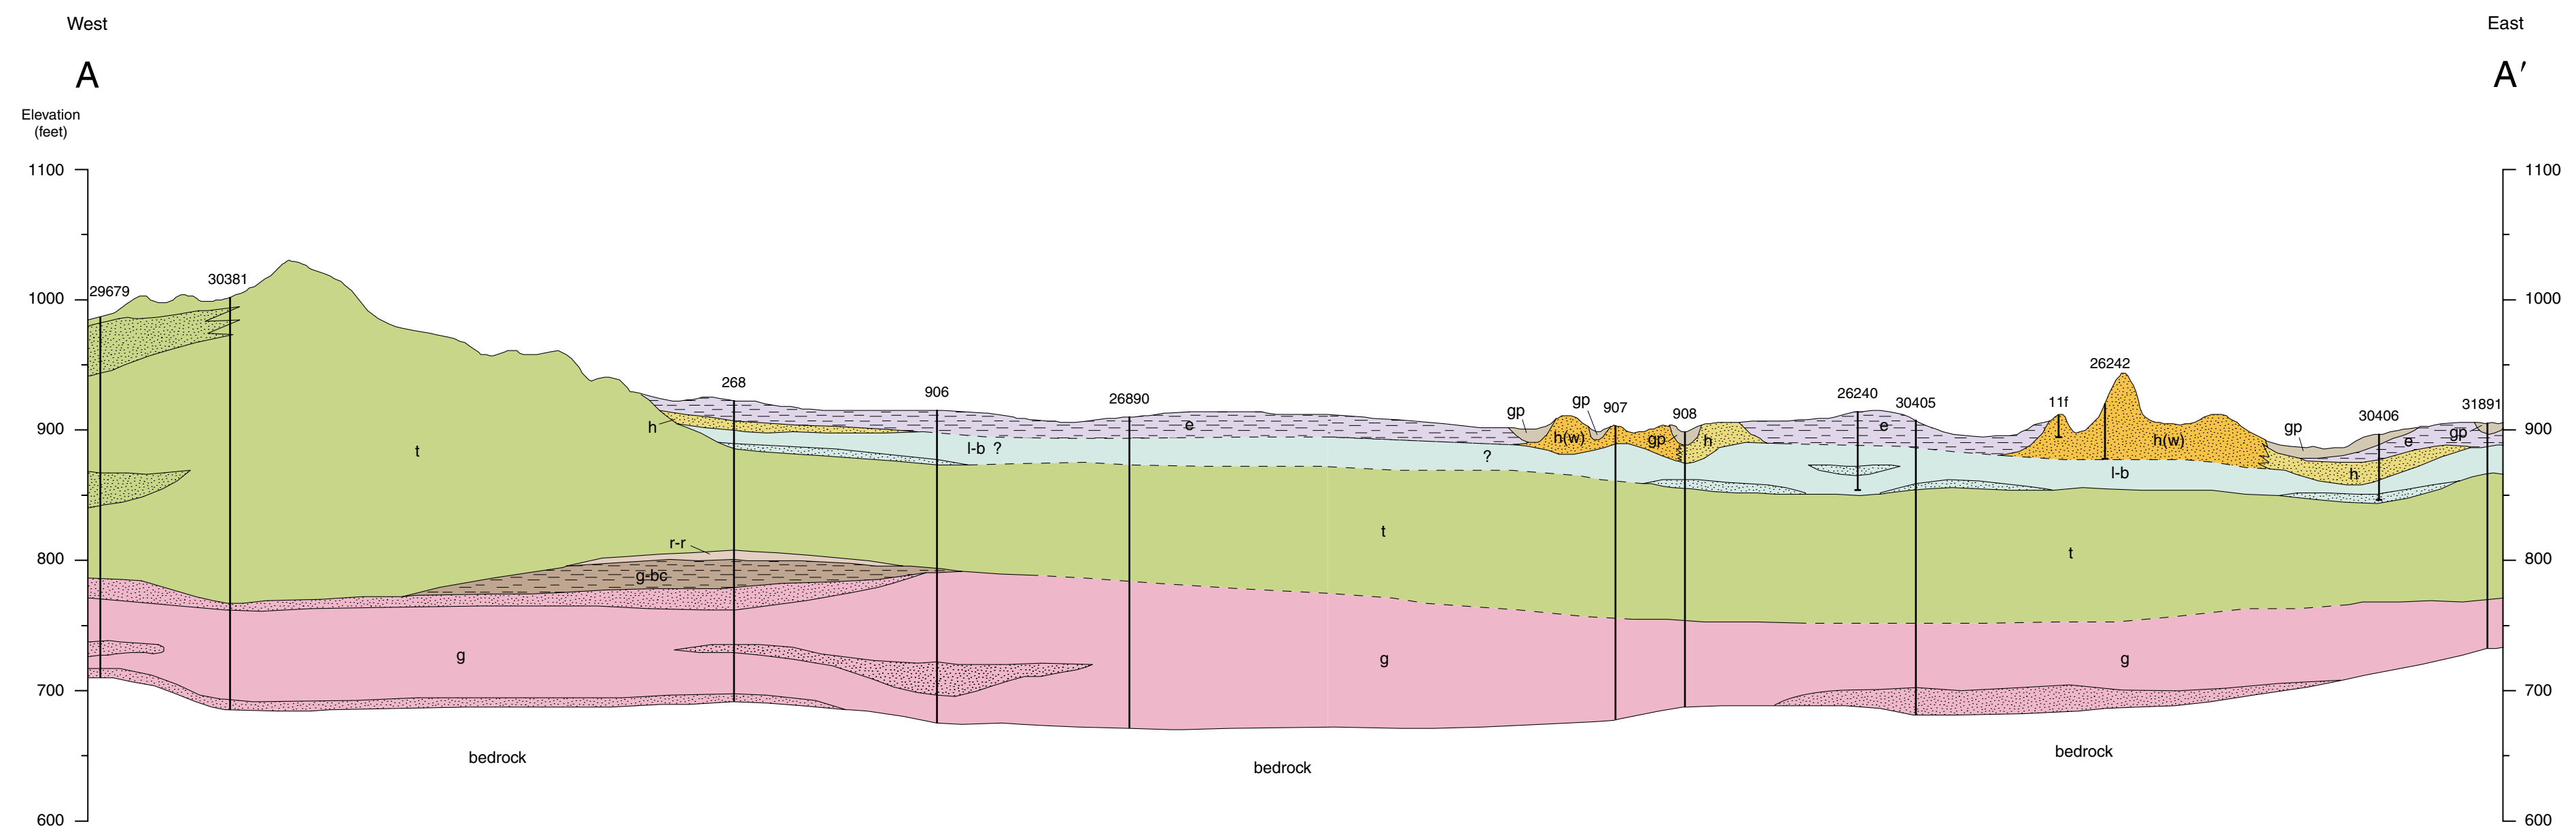 West
East
A
A′
Elevation
(feet)
1100
1100
1000
1000
900
900
800
800
700
700
600
600
29679
30381
268
906
26890
gp
gp
907
908
26240
30405
11f
26242
gp
30406
31891
h
t
l-b ?
e
?
h(w)
gp
h
e
h(w)
l-b
h
e
gp
r-r
g-bc
t
t
g
g
g
bedrock
bedrock
bedrock